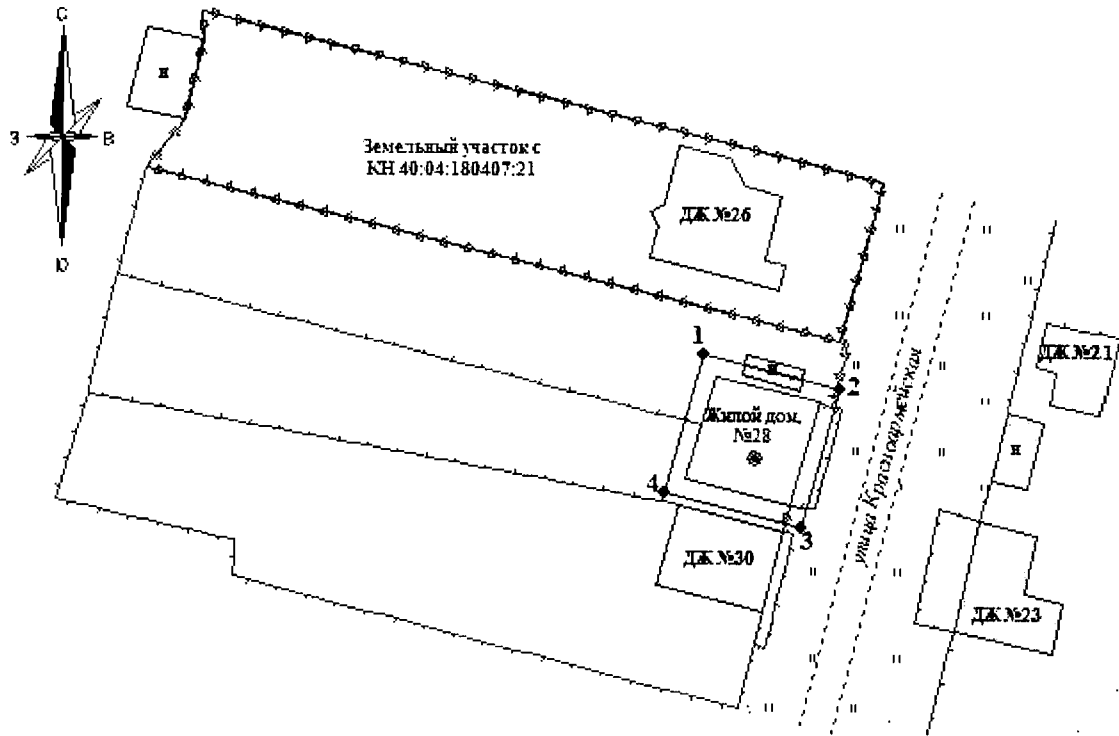 С
З
В
Ю
н
Земельный участок с
КН 40:04:180407:21
ДЖ №26
1
н
2
Жилой дом,
№28
4
3
ДЖ №30
улица Красноармейская
ДЖ №21
н
ДЖ №23